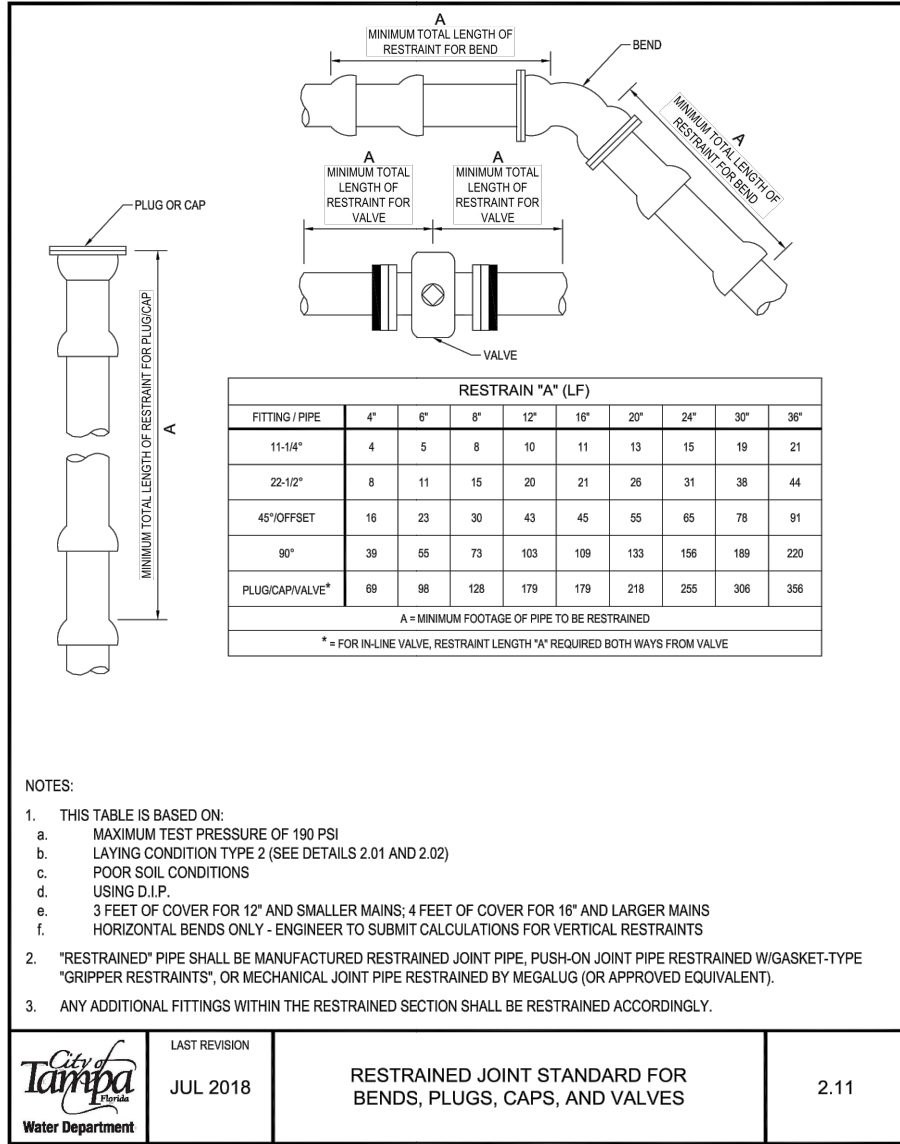 A
MINIMUM TOTAL LENGTH OF
RESTRAINT FOR BEND
BEND
A
MINIMUM TOTAL LENGTH OF
RESTRAINT FOR BEND
A
MINIMUM TOTAL
LENGTH OF
RESTRAINT FOR
VALVE
A
MINIMUM TOTAL
LENGTH OF
RESTRAINT FOR
VALVE
VALVE
PLUG OR CAP
MINIMUM TOTAL LENGTH OF RESTRAINT FOR PLUG/CAP
A
RESTRAIN "A" (LF)
FITTING / PIPE 4" 6" 8" 12" 16" 20" 24" 30" 36"
11-1/4° 4 5 8 10 11 13 15 19 21
22-1/2° 8 11 15 20 21 26 31 38 44
45°/OFFSET 16 23 30 43 45 55 65 78 91
90° 39 55 73 103 109 133 156 189 220
PLUG/CAP/VALVE* 69 98 128 179 179 218 255 306 356
A = MINIMUM FOOTAGE OF PIPE TO BE RESTRAINED
* = FOR IN-LINE VALVE, RESTRAINT LENGTH "A" REQUIRED BOTH WAYS FROM VALVE
NOTES:
1. THIS TABLE IS BASED ON:
a. MAXIMUM TEST PRESSURE OF 190 PSI
b. LAYING CONDITION TYPE 2 (SEE DETAILS 2.01 AND 2.02)
c. POOR SOIL CONDITIONS
d. USING D.I.P.
e. 3 FEET OF COVER FOR 12" AND SMALLER MAINS; 4 FEET OF COVER FOR 16" AND LARGER MAINS
f. HORIZONTAL BENDS ONLY - ENGINEER TO SUBMIT CALCULATIONS FOR VERTICAL RESTRAINTS
2. "RESTRAINED" PIPE SHALL BE MANUFACTURED RESTRAINED JOINT PIPE, PUSH-ON JOINT PIPE RESTRAINED W/GASKET-TYPE
"GRIPPER RESTRAINTS", OR MECHANICAL JOINT PIPE RESTRAINED BY MEGALUG (OR APPROVED EQUIVALENT).
3. ANY ADDITIONAL FITTINGS WITHIN THE RESTRAINED SECTION SHALL BE RESTRAINED ACCORDINGLY.
City of
Tampa
Florida
Water Department
LAST REVISION
JUL 2018
RESTRAINED JOINT STANDARD FOR
BENDS, PLUGS, CAPS, AND VALVES
2.11